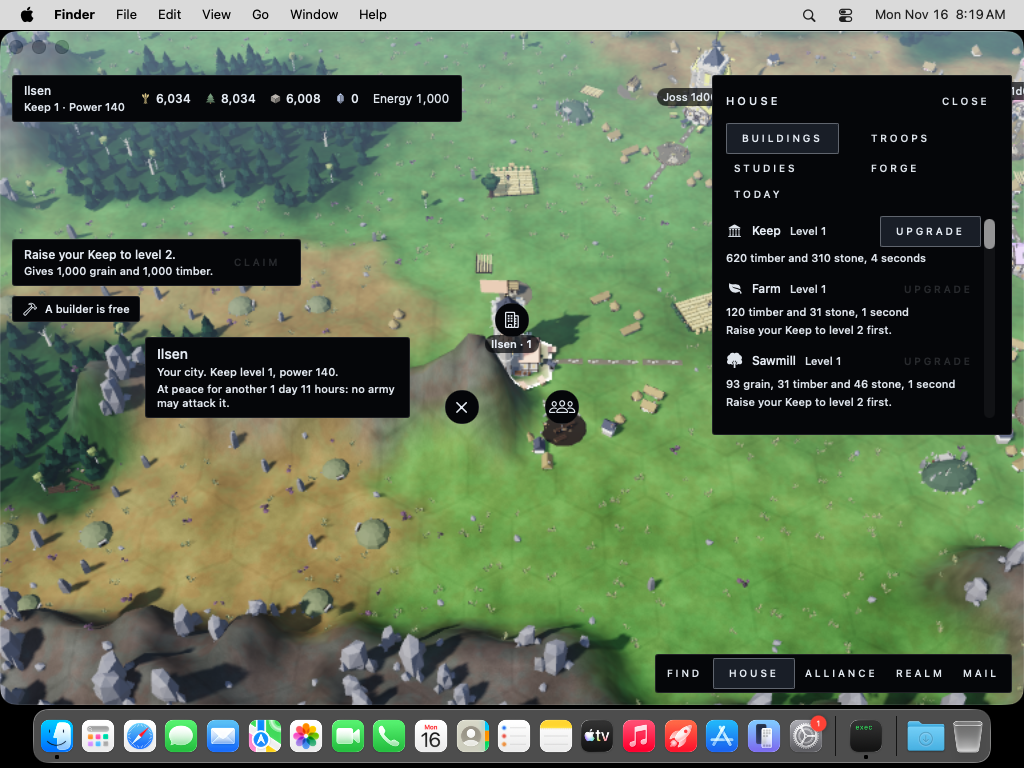 Finder File Edit View Go Window Help Mon Nov 16 8:19 AM
Ilsen
Keep 1 · Power 140
6,034 8,034 6,008 0 Energy 1,000
Joss 1d0
HOUSE CLOSE
BUILDINGS TROOPS
STUDIES FORGE
TODAY
Keep Level 1 UPGRADE
620 timber and 310 stone, 4 seconds
Farm Level 1 UPGRADE
120 timber and 31 stone, 1 second
Raise your Keep to level 2 first.
Sawmill Level 1 UPGRADE
93 grain, 31 timber and 46 stone, 1 second
Raise your Keep to level 2 first.
Raise your Keep to level 2.
Gives 1,000 grain and 1,000 timber.
CLAIM
A builder is free
Ilsen
Your city. Keep level 1, power 140.
At peace for another 1 day 11 hours: no army
may attack it.
Ilsen · 1
FIND HOUSE ALLIANCE REALM MAIL
Mon
16
tv
1
exec